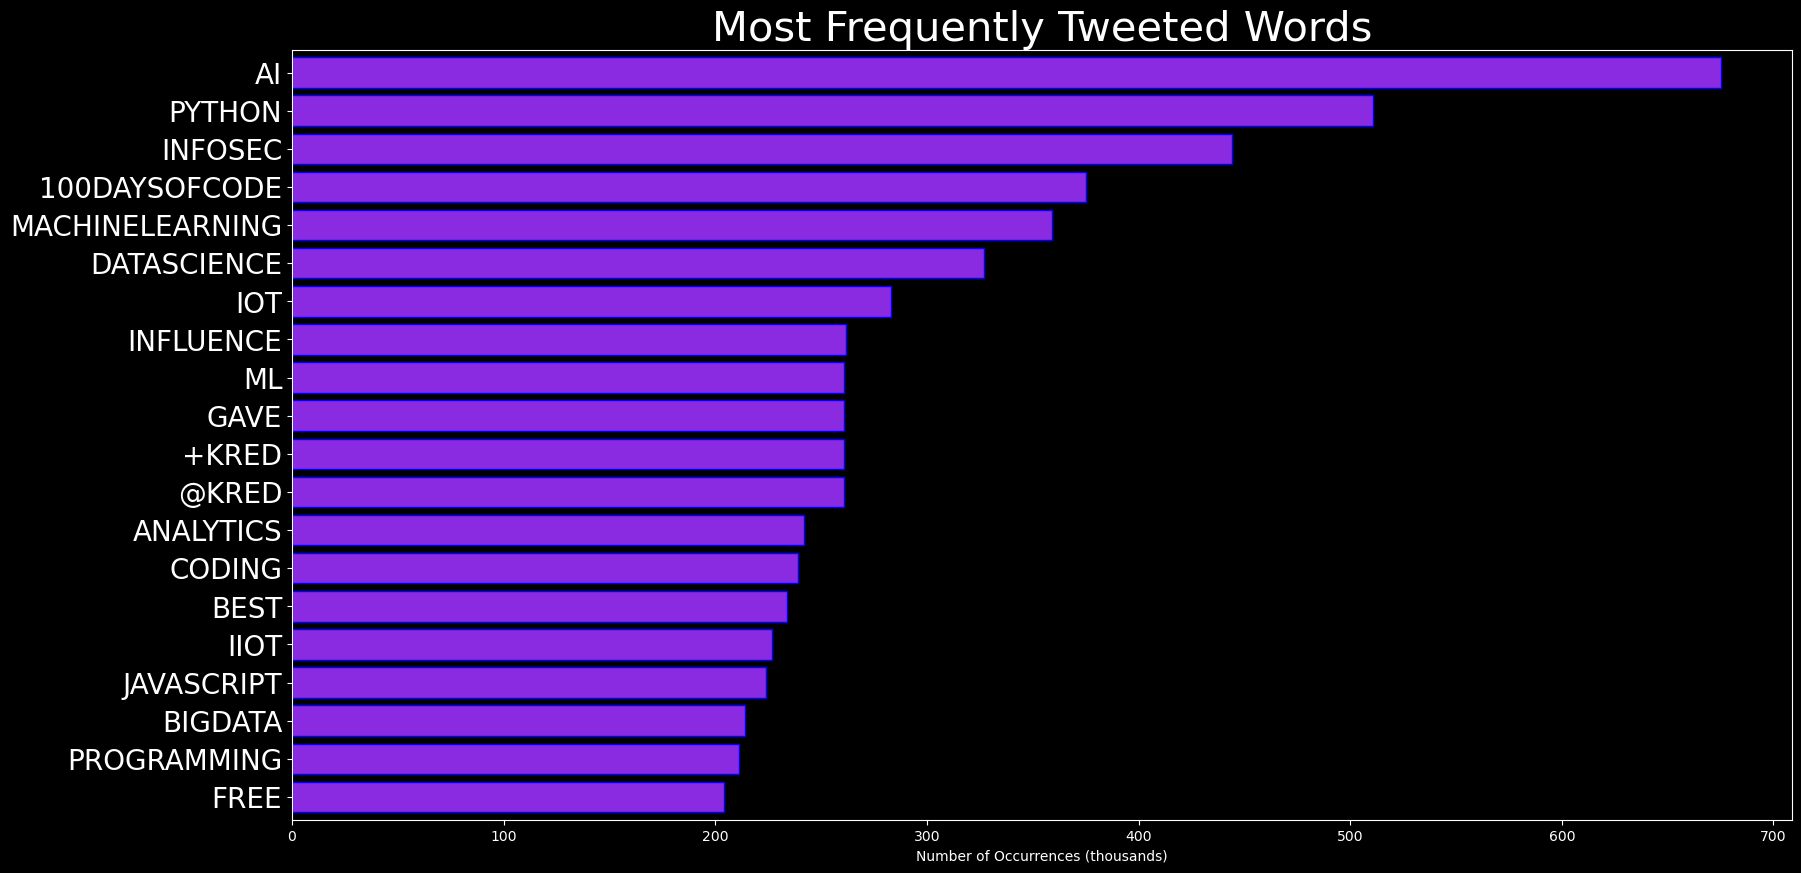 Most Frequently Tweeted Words
AI
PYTHON
INFOSEC
100DAYSOFCODE
MACHINELEARNING
DATASCIENCE
IOT
INFLUENCE
ML
GAVE
+KRED
@KRED
ANALYTICS
CODING
BEST
IIOT
JAVASCRIPT
BIGDATA
PROGRAMMING
FREE
0 100 200 300 400 500 600 700
Number of Occurrences (thousands)